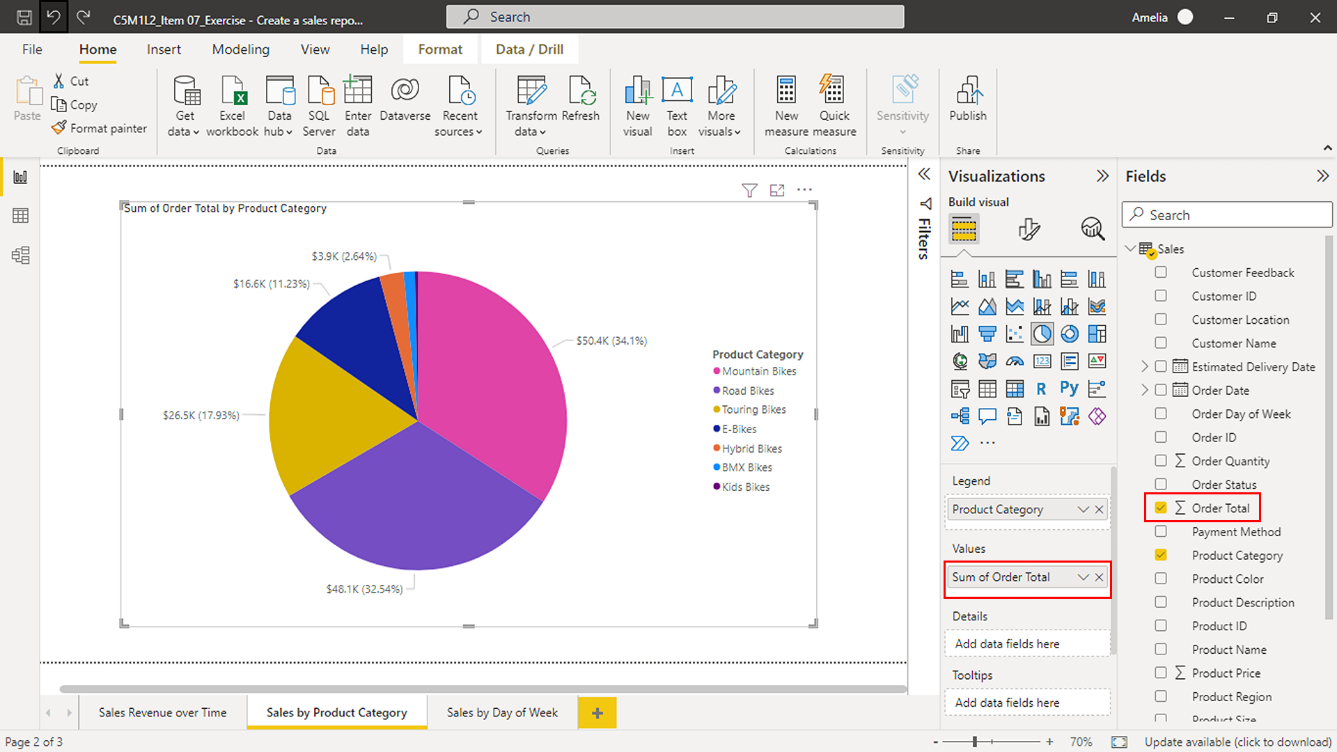 C5M1L2_Item 07_Exercise - Create a sales repo...
Search
Amelia
File
Home
Insert
Modeling
View
Help
Format
Data / Drill
Paste
Cut
Copy
Format painter
Clipboard
Get data
Excel workbook
Data hub
SQL Server
Enter data
Dataverse
Recent sources
Data
Transform data
Refresh
Queries
New visual
Text box
More visuals
Insert
New measure
Quick measure
Calculations
Sensitivity
Sensitivity
Publish
Share
Sum of Order Total by Product Category
$3.9K (2.64%)
$16.6K (11.23%)
$50.4K (34.1%)
$26.5K (17.93%)
$48.1K (32.54%)
Product Category
Mountain Bikes
Road Bikes
Touring Bikes
E-Bikes
Hybrid Bikes
BMX Bikes
Kids Bikes
Filters
Visualizations
Build visual
R
Py
123
Legend
Product Category
Values
Sum of Order Total
Details
Add data fields here
Tooltips
Add data fields here
Fields
Search
Sales
Customer Feedback
Customer ID
Customer Location
Customer Name
Estimated Delivery Date
Order Date
Order Day of Week
Order ID
Order Quantity
Order Status
Order Total
Payment Method
Product Category
Product Color
Product Description
Product ID
Product Name
Product Price
Product Region
Product Size
Sales Revenue over Time
Sales by Product Category
Sales by Day of Week
Page 2 of 3
70%
Update available (click to download)